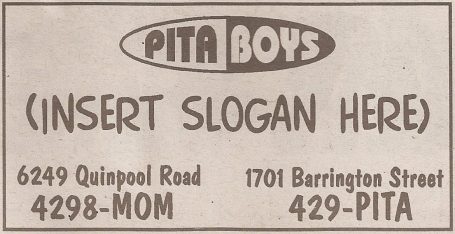 PITA BOYS
(INSERT SLOGAN HERE)
6249 Quinpool Road
4298-MOM
1701 Barrington Street
429-PITA